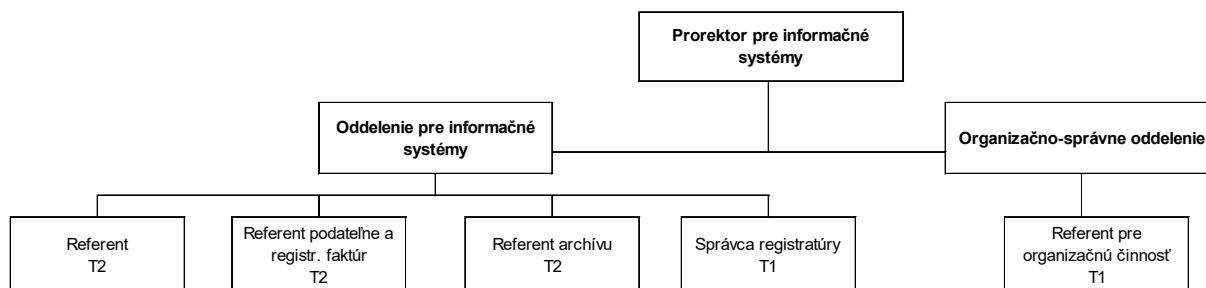 Prorektor pre informačné
systémy
Oddelenie pre informačné
systémy
Organizačno-správne oddelenie
Referent
T2
Referent podateľne a
registr. faktúr
T2
Referent archívu
T2
Správca registratúry
T1
Referent pre
organizačnú činnosť
T1